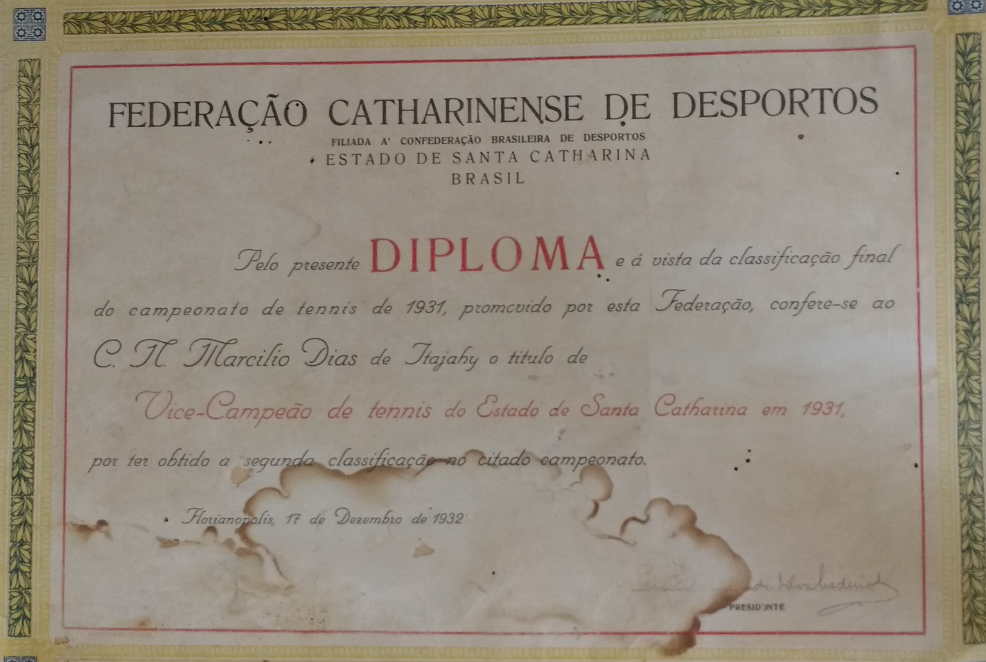 FEDERAÇÃO CATHARINENSE DE DESPORTOS
FILIADA A' CONFEDERAÇÃO BRASILEIRA DE DESPORTOS
ESTADO DE SANTA CATHARINA
BRASIL
Pelo presente DIPLOMA e á vista da classificação final
do campeonato de tennis de 1931, promovido por esta Federação, confere-se ao
C. N. Marcilio Dias de Itajahy o titulo de
Vice-Campeão de tennis do Estado de Santa Catharina em 1931,
por ter obtido a segunda classificação no citado campeonato.
Florianopolis, 17 de Dezembro de 1932
PRESIDENTE